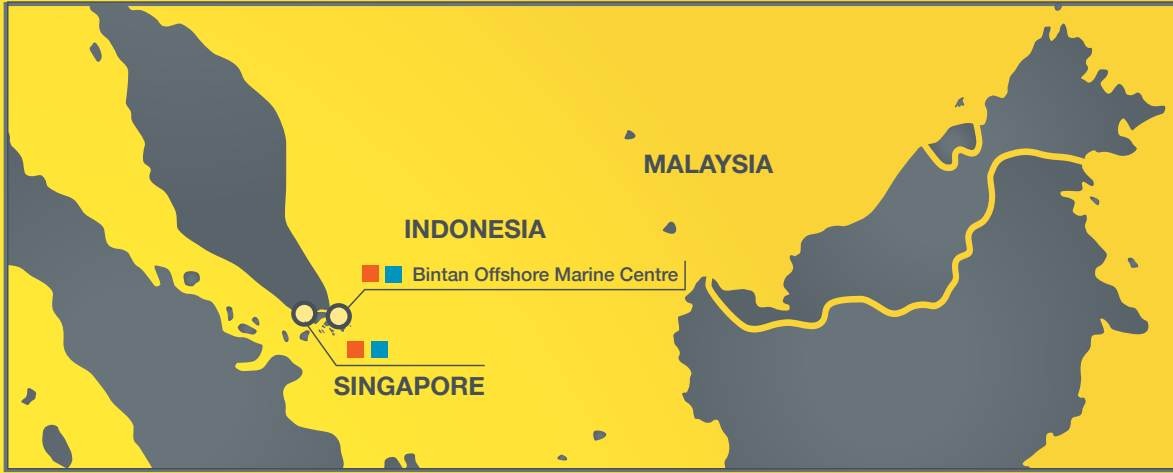 MALAYSIA
INDONESIA
Bintan Offshore Marine Centre
SINGAPORE